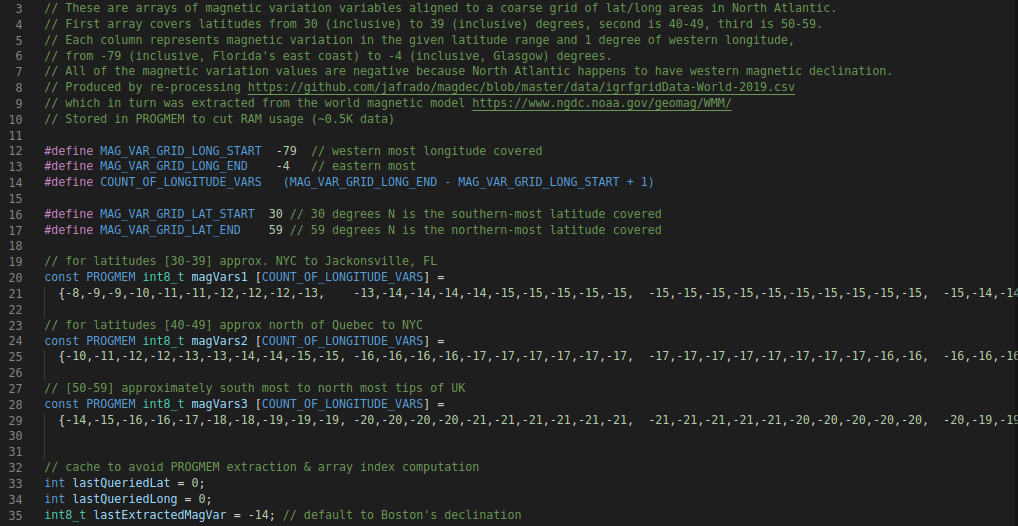 3 // These are arrays of magnetic variation variables aligned to a coarse grid of lat/long areas in North Atlantic.
4 // First array covers latitudes from 30 (inclusive) to 39 (inclusive) degrees, second is 40-49, third is 50-59.
5 // Each column represents magnetic variation in the given latitude range and 1 degree of western longitude,
6 // from -79 (inclusive, Florida's east coast) to -4 (inclusive, Glasgow) degrees.
7 // All of the magnetic variation values are negative because North Atlantic happens to have western magnetic declination.
8 // Produced by re-processing https://github.com/jafrado/magdec/blob/master/data/igrfgridData-World-2019.csv
9 // which in turn was extracted from the world magnetic model https://www.ngdc.noaa.gov/geomag/WMM/
10 // Stored in PROGMEM to cut RAM usage (~0.5K data)
11
12 #define MAG_VAR_GRID_LONG_START -79 // western most longitude covered
13 #define MAG_VAR_GRID_LONG_END -4 // eastern most
14 #define COUNT_OF_LONGITUDE_VARS (MAG_VAR_GRID_LONG_END - MAG_VAR_GRID_LONG_START + 1)
15
16 #define MAG_VAR_GRID_LAT_START 30 // 30 degrees N is the southern-most latitude covered
17 #define MAG_VAR_GRID_LAT_END 59 // 59 degrees N is the northern-most latitude covered
18
19 // for latitudes [30-39] approx. NYC to Jackonsville, FL
20 const PROGMEM int8_t magVars1 [COUNT_OF_LONGITUDE_VARS] =
21 {-8,-9,-9,-10,-11,-11,-12,-12,-12,-13, -13,-14,-14,-14,-14,-15,-15,-15,-15,-15, -15,-15,-15,-15,-15,-15,-15,-15,-15,-15, -15,-14,-14
22
23 // for latitudes [40-49] approx north of Quebec to NYC
24 const PROGMEM int8_t magVars2 [COUNT_OF_LONGITUDE_VARS] =
25 {-10,-11,-12,-12,-13,-13,-14,-14,-15,-15, -16,-16,-16,-16,-17,-17,-17,-17,-17,-17, -17,-17,-17,-17,-17,-17,-17,-17,-16,-16, -16,-16,-16
26
27 // [50-59] approximately south most to north most tips of UK
28 const PROGMEM int8_t magVars3 [COUNT_OF_LONGITUDE_VARS] =
29 {-14,-15,-16,-16,-17,-18,-18,-19,-19,-19, -20,-20,-20,-20,-21,-21,-21,-21,-21,-21, -21,-21,-21,-21,-21,-20,-20,-20,-20,-20, -20,-19,-19
30
31
32 // cache to avoid PROGMEM extraction & array index computation
33 int lastQueriedLat = 0;
34 int lastQueriedLong = 0;
35 int8_t lastExtractedMagVar = -14; // default to Boston's declination